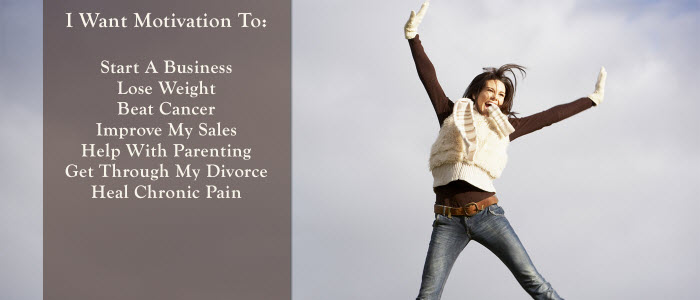 I Want Motivation To:
Start A Business
Lose Weight
Beat Cancer
Improve My Sales
Help With Parenting
Get Through My Divorce
Heal Chronic Pain